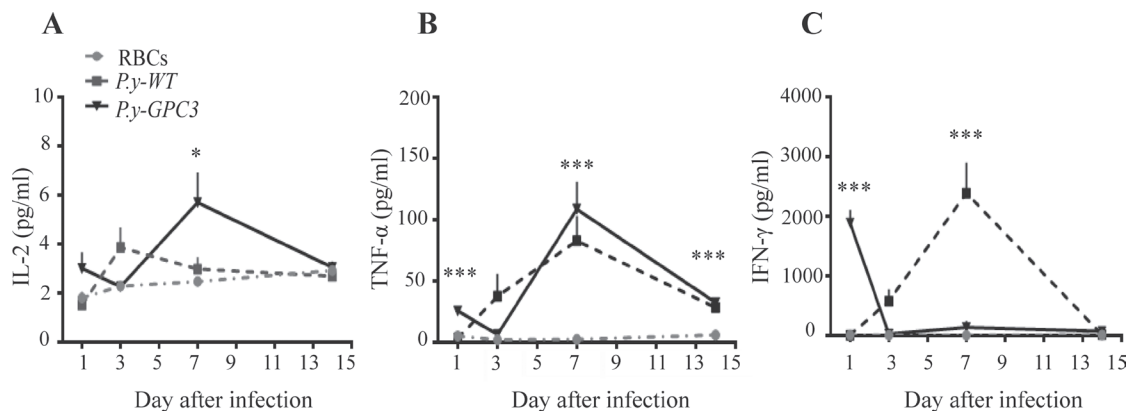 A
B
C
RBCs
P.y-WT
P.y-GPC3
IL-2 (pg/ml)
10
8
6
4
2
0
*
1 3 5 7 9 11 13 15
Day after infection
TNF-α (pg/ml)
200
150
100
50
0
***
***
***
1 3 5 7 9 11 13 15
Day after infection
IFN-γ (pg/ml)
4000
3000
2000
1000
0
***
***
1 3 5 7 9 11 13 15
Day after infection